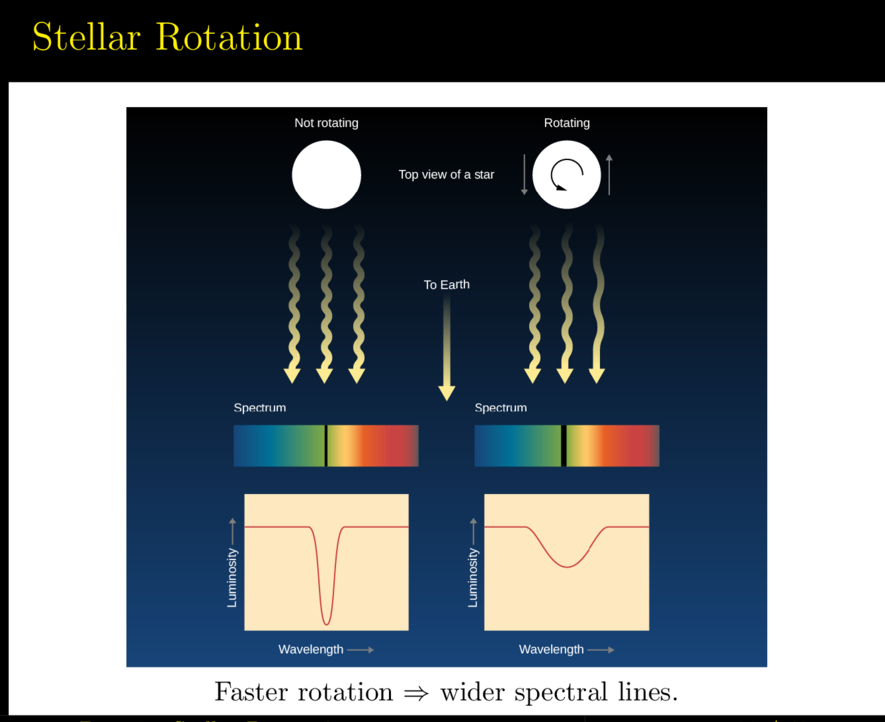 Stellar Rotation
Not rotating
Rotating
Top view of a star
To Earth
Spectrum
Spectrum
Luminosity
Luminosity
Wavelength
Wavelength
Faster rotation ⇒ wider spectral lines.